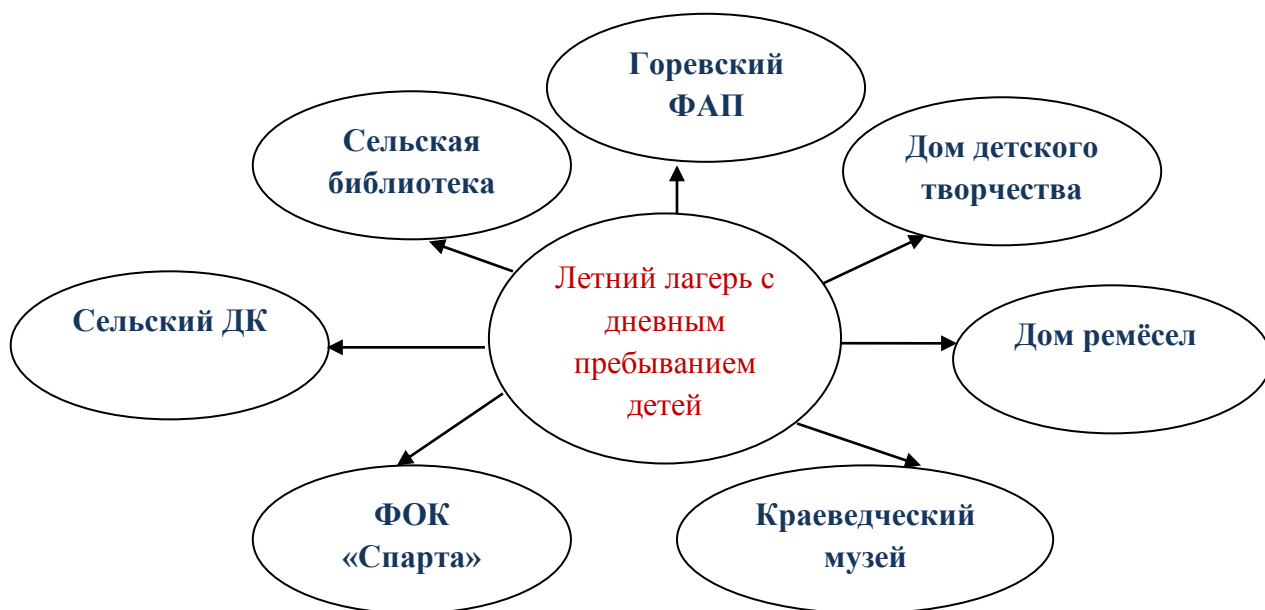 Горевский
ФАП
Сельская
библиотека
Дом детского
творчества
Летний лагерь с
дневным
пребыванием
детей
Сельский ДК
Дом ремёсел
ФОК
«Спарта»
Краеведческий
музей